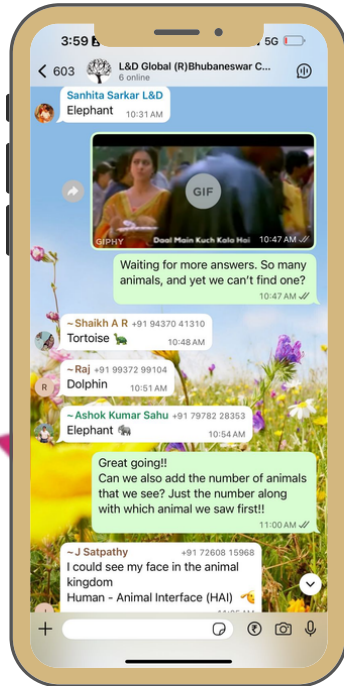 3:59
5G
603
L&D Global (R)Bhubaneswar C...
6 online
Sanhita Sarkar L&D
Elephant 10:31 AM
GIF
GIPHY Daal Main Kuch Kala Hai 10:47 AM
Waiting for more answers. So many
animals, and yet we can't find one?
10:47 AM
~Shaikh A R +91 94370 41310
Tortoise 🐢 10:48 AM
R
~Raj +91 99372 99104
Dolphin 10:51 AM
~Ashok Kumar Sahu +91 79782 28353
Elephant 🐘 10:54 AM
Great going!!
Can we also add the number of animals
that we see? Just the number along
with which animal we saw first!!
11:00 AM
~J Satpathy +91 72608 15968
I could see my face in the animal
kingdom
Human - Animal Interface (HAI)
+ ₹